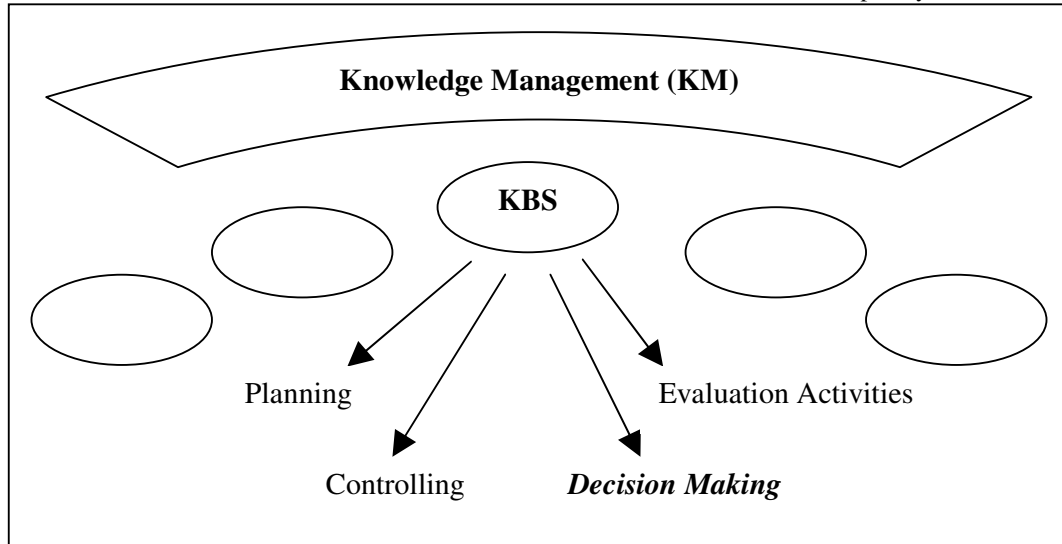 Knowledge Management (KM)
KBS
Planning
Evaluation Activities
Controlling
Decision Making